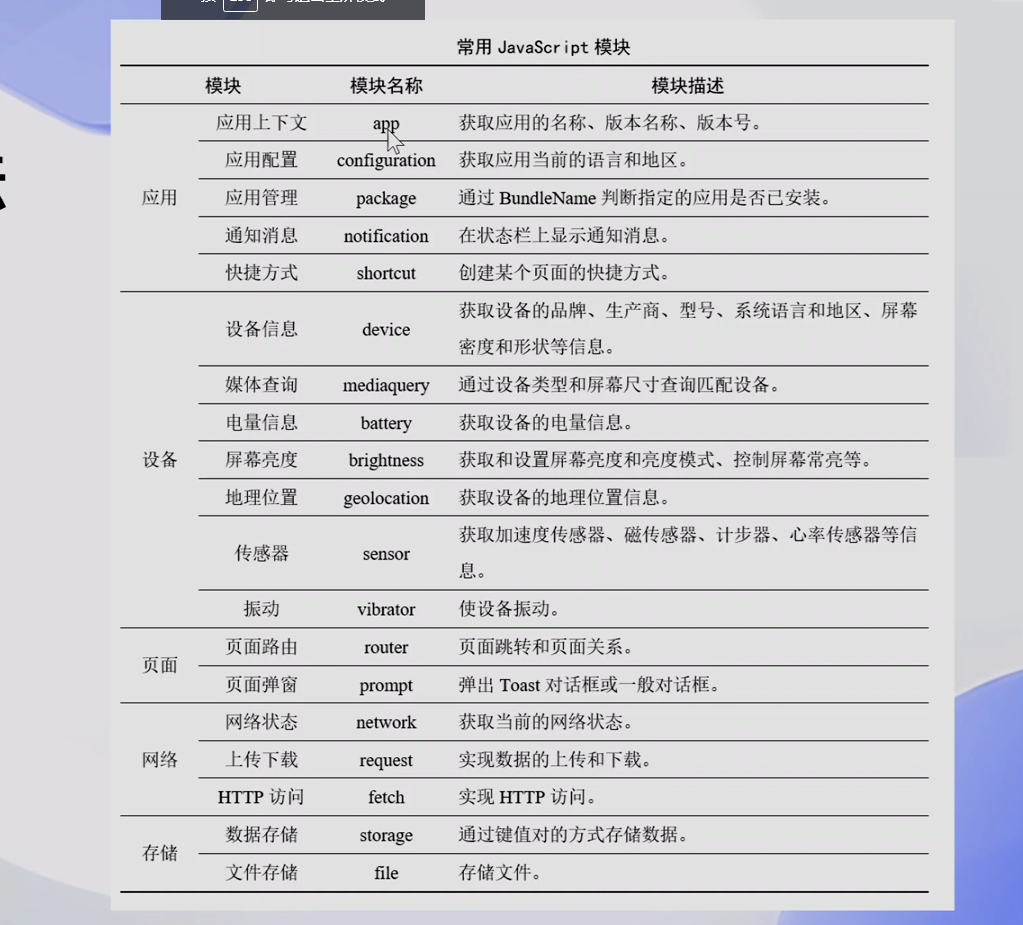 常用 JavaScript 模块
模块 模块名称 模块描述
应用 应用上下文 app 获取应用的名称、版本名称、版本号。
应用配置 configuration 获取应用当前的语言和地区。
应用管理 package 通过 BundleName 判断指定的应用是否已安装。
通知消息 notification 在状态栏上显示通知消息。
快捷方式 shortcut 创建某个页面的快捷方式。
设备 设备信息 device 获取设备的品牌、生产商、型号、系统语言和地区、屏幕
密度和形状等信息。
媒体查询 mediaquery 通过设备类型和屏幕尺寸查询匹配设备。
电量信息 battery 获取设备的电量信息。
屏幕亮度 brightness 获取和设置屏幕亮度和亮度模式、控制屏幕常亮等。
地理位置 geolocation 获取设备的地理位置信息。
传感器 sensor 获取加速度传感器、磁传感器、计步器、心率传感器等信
息。
振动 vibrator 使设备振动。
页面 页面路由 router 页面跳转和页面关系。
页面弹窗 prompt 弹出 Toast 对话框或一般对话框。
网络 网络状态 network 获取当前的网络状态。
上传下载 request 实现数据的上传和下载。
HTTP 访问 fetch 实现 HTTP 访问。
存储 数据存储 storage 通过键值对的方式存储数据。
文件存储 file 存储文件。